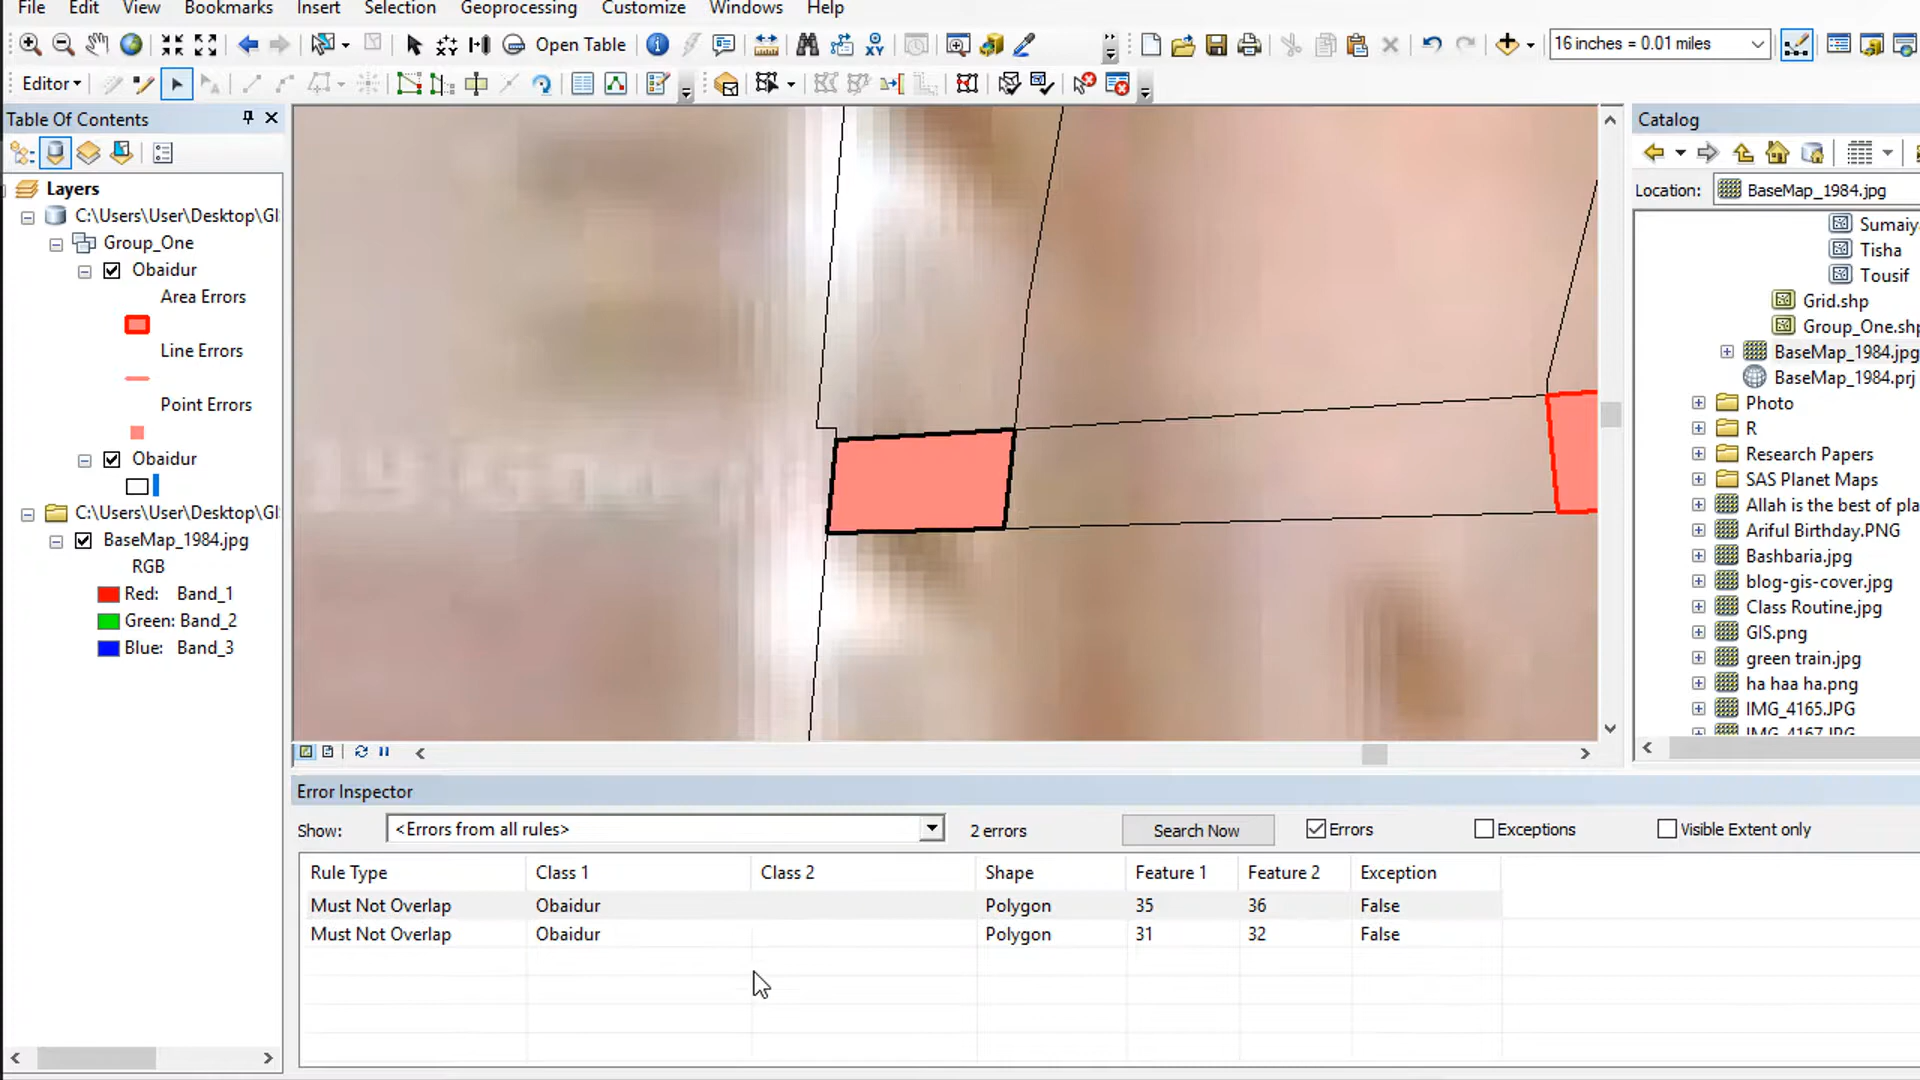 File Edit View Bookmarks Insert Selection Geoprocessing Customize Windows Help
Open Table
16 inches = 0.01 miles
Editor
Table Of Contents
Layers
C:\Users\User\Desktop\GI
Group_One
Obaidur
Area Errors
Line Errors
Point Errors
Obaidur
C:\Users\User\Desktop\GI
BaseMap_1984.jpg
RGB
Red: Band_1
Green: Band_2
Blue: Band_3
Catalog
Location: BaseMap_1984.jpg
Sumaiy
Tisha
Tousif
Grid.shp
Group_One.shp
BaseMap_1984.jpg
BaseMap_1984.prj
Photo
R
Research Papers
SAS Planet Maps
Allah is the best of pla
Ariful Birthday.PNG
Bashbaria.jpg
blog-gis-cover.jpg
Class Routine.jpg
GIS.png
green train.jpg
ha haa ha.png
IMG_4165.JPG
IMG_4167.JPG
Error Inspector
Show: <Errors from all rules> 2 errors Search Now Errors Exceptions Visible Extent only
Rule Type Class 1 Class 2 Shape Feature 1 Feature 2 Exception
Must Not Overlap Obaidur Polygon 35 36 False
Must Not Overlap Obaidur Polygon 31 32 False